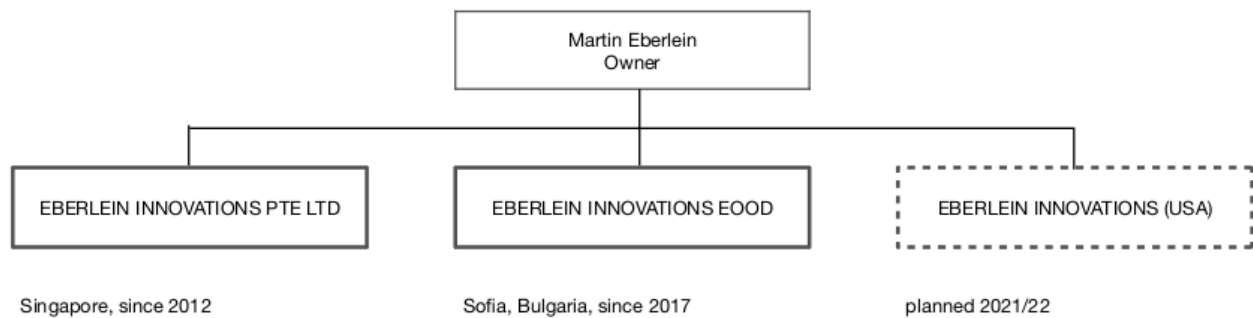 Martin Eberlein
Owner
EBERLEIN INNOVATIONS PTE LTD
EBERLEIN INNOVATIONS EOOD
EBERLEIN INNOVATIONS (USA)
Singapore, since 2012
Sofia, Bulgaria, since 2017
planned 2021/22